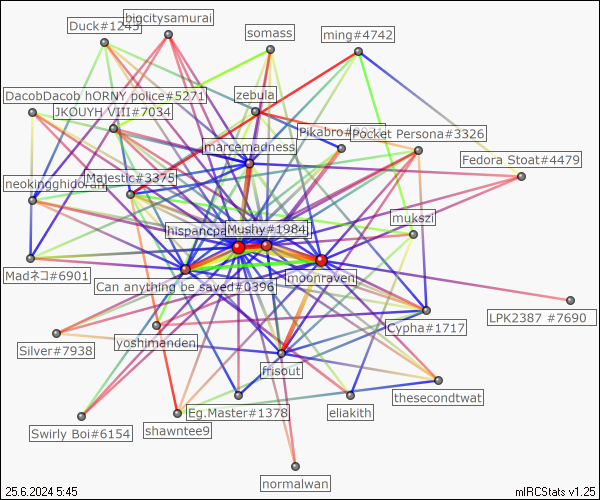 bigcitysamurai
Duck#1245
somass
ming#4742
DacobDacob hORNY police#5271
zebula
JKOUYH VIII#7034
Pikabro#
Pocket Persona#3326
marcemadness
Fedora Stoat#4479
neokingghidorah
Majestic#3375
mukszi
hispancpa
Mushy#1984
Madネコ#6901
moonraven
Can anything be saved#0396
LPK2387 #7690
Cypha#1717
Silver#7938
yoshimanden
frisout
thesecondtwat
Eg.Master#1378
eliakith
Swirly Boi#6154
shawntee9
normalwan
25.6.2024 5:45
mIRCStats v1.25